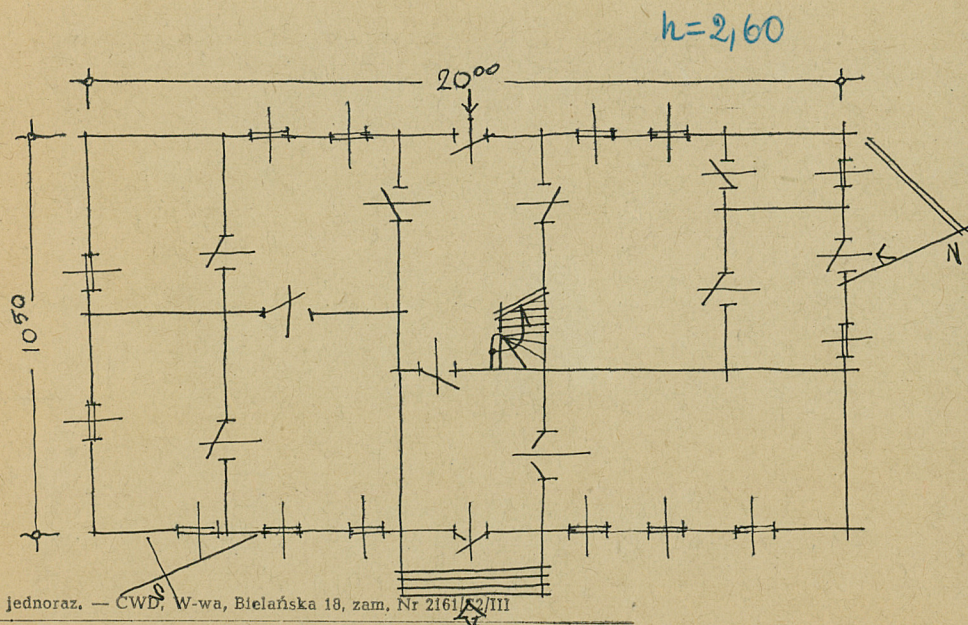 h=2,60
20⁰⁰
10⁵⁰
N
S
jednoraz. — CWD, W-wa, Bielańska 18, zam. Nr 2161/52/III